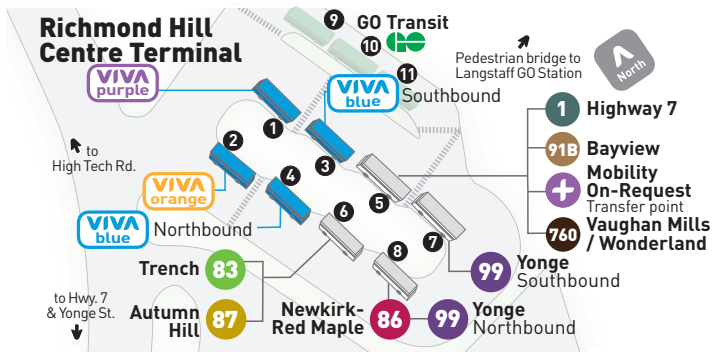 Richmond Hill
Centre Terminal
9
GO Transit
10
GO
11
Pedestrian bridge to
Langstaff GO Station
North
VIVA
purple
VIVA
blue
Southbound
1
2
3
4
5
6
7
8
to
High Tech Rd.
VIVA
orange
VIVA
blue
Northbound
1 Highway 7
91B Bayview
Mobility
On-Request
Transfer point
760 Vaughan Mills
/ Wonderland
Trench 83
99 Yonge
Southbound
to Hwy. 7
& Yonge St.
Autumn
Hill 87
Newkirk-
Red Maple 86
99 Yonge
Northbound